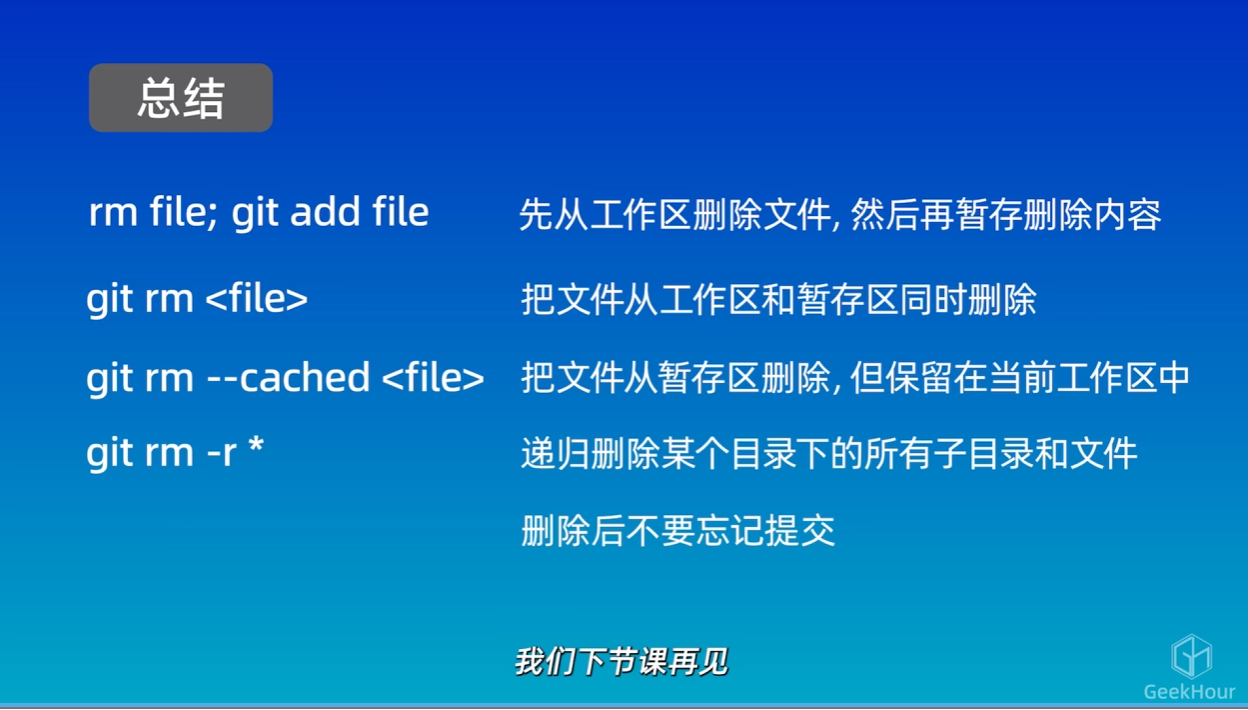 总结
rm file; git add file 先从工作区删除文件, 然后再暂存删除内容
git rm <file> 把文件从工作区和暂存区同时删除
git rm --cached <file> 把文件从暂存区删除, 但保留在当前工作区中
git rm -r * 递归删除某个目录下的所有子目录和文件
删除后不要忘记提交
我们下节课再见
GeekHour